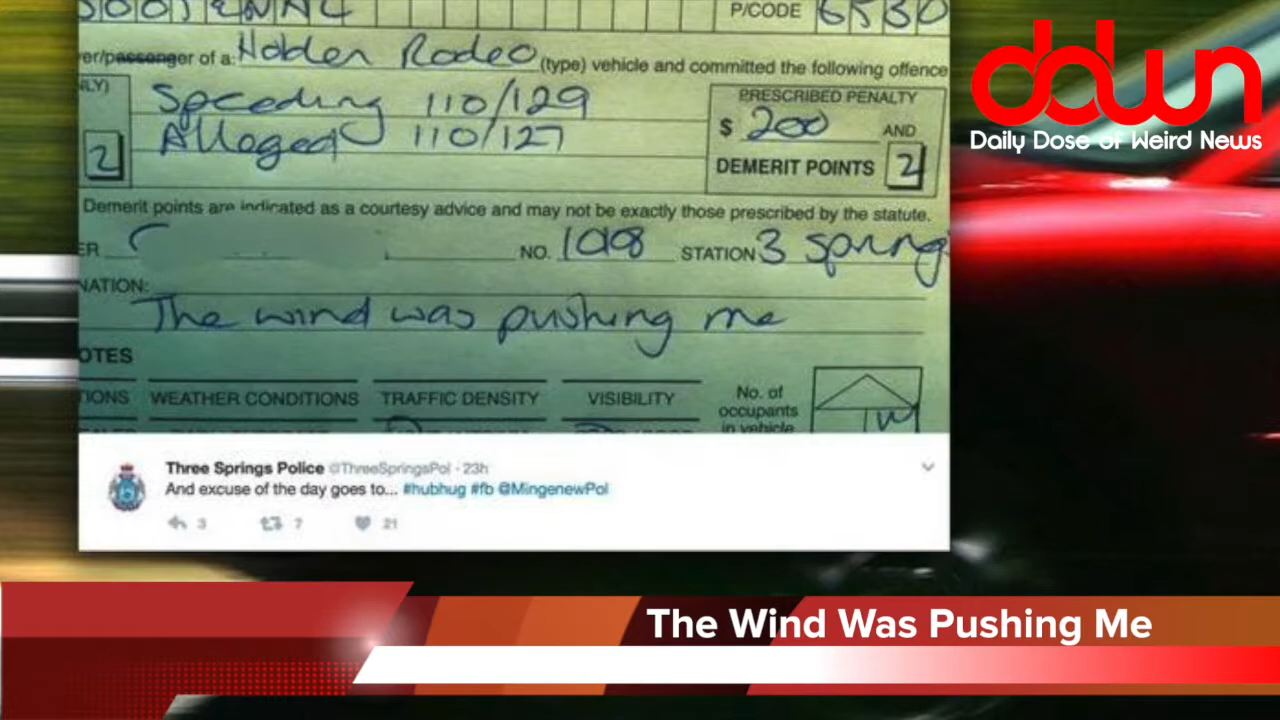 P/CODE 6530
er/passenger of a: Holden Rodeo (type) vehicle and committed the following offence
NLY) Speeding 110/129
Alleged 110/127
2
PRESCRIBED PENALTY
$ 200 AND
DEMERIT POINTS 2
Demerit points are indicated as a courtesy advice and may not be exactly those prescribed by the statute.
ER NO. 1098 STATION 3 Springs
NATION:
The wind was pushing me
OTES
TIONS WEATHER CONDITIONS TRAFFIC DENSITY VISIBILITY No. of
occupants
in vehicle
Three Springs Police @ThreeSpringsPol · 23h
And excuse of the day goes to... #hubhug #fb @MingenewPol
3 7 21
ddwn
Daily Dose of Weird News
The Wind Was Pushing Me